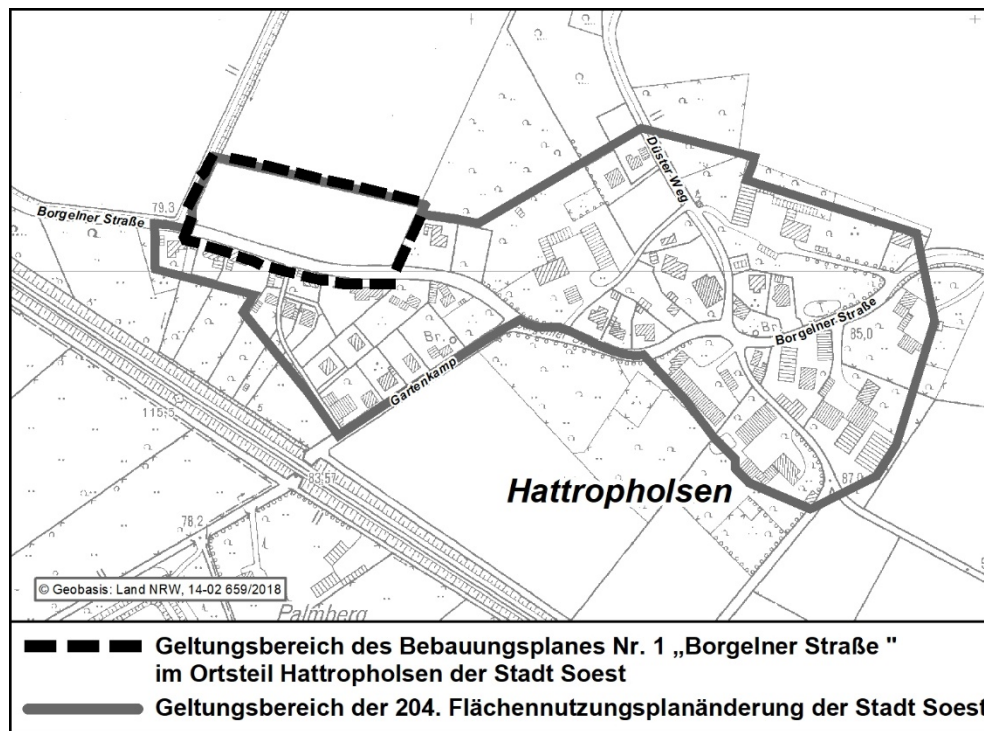 Borgelner Straße
79,3
Düster Weg
Borgelner Straße
85,0
Br.
Br.
Gartenkamp
115,5
83,57
78,2
87,0
Hattropholsen
© Geobasis: Land NRW, 14-02 659/2018
Palmberg
Geltungsbereich des Bebauungsplanes Nr. 1 „Borgelner Straße "
im Ortsteil Hattropholsen der Stadt Soest
Geltungsbereich der 204. Flächennutzungsplanänderung der Stadt Soest